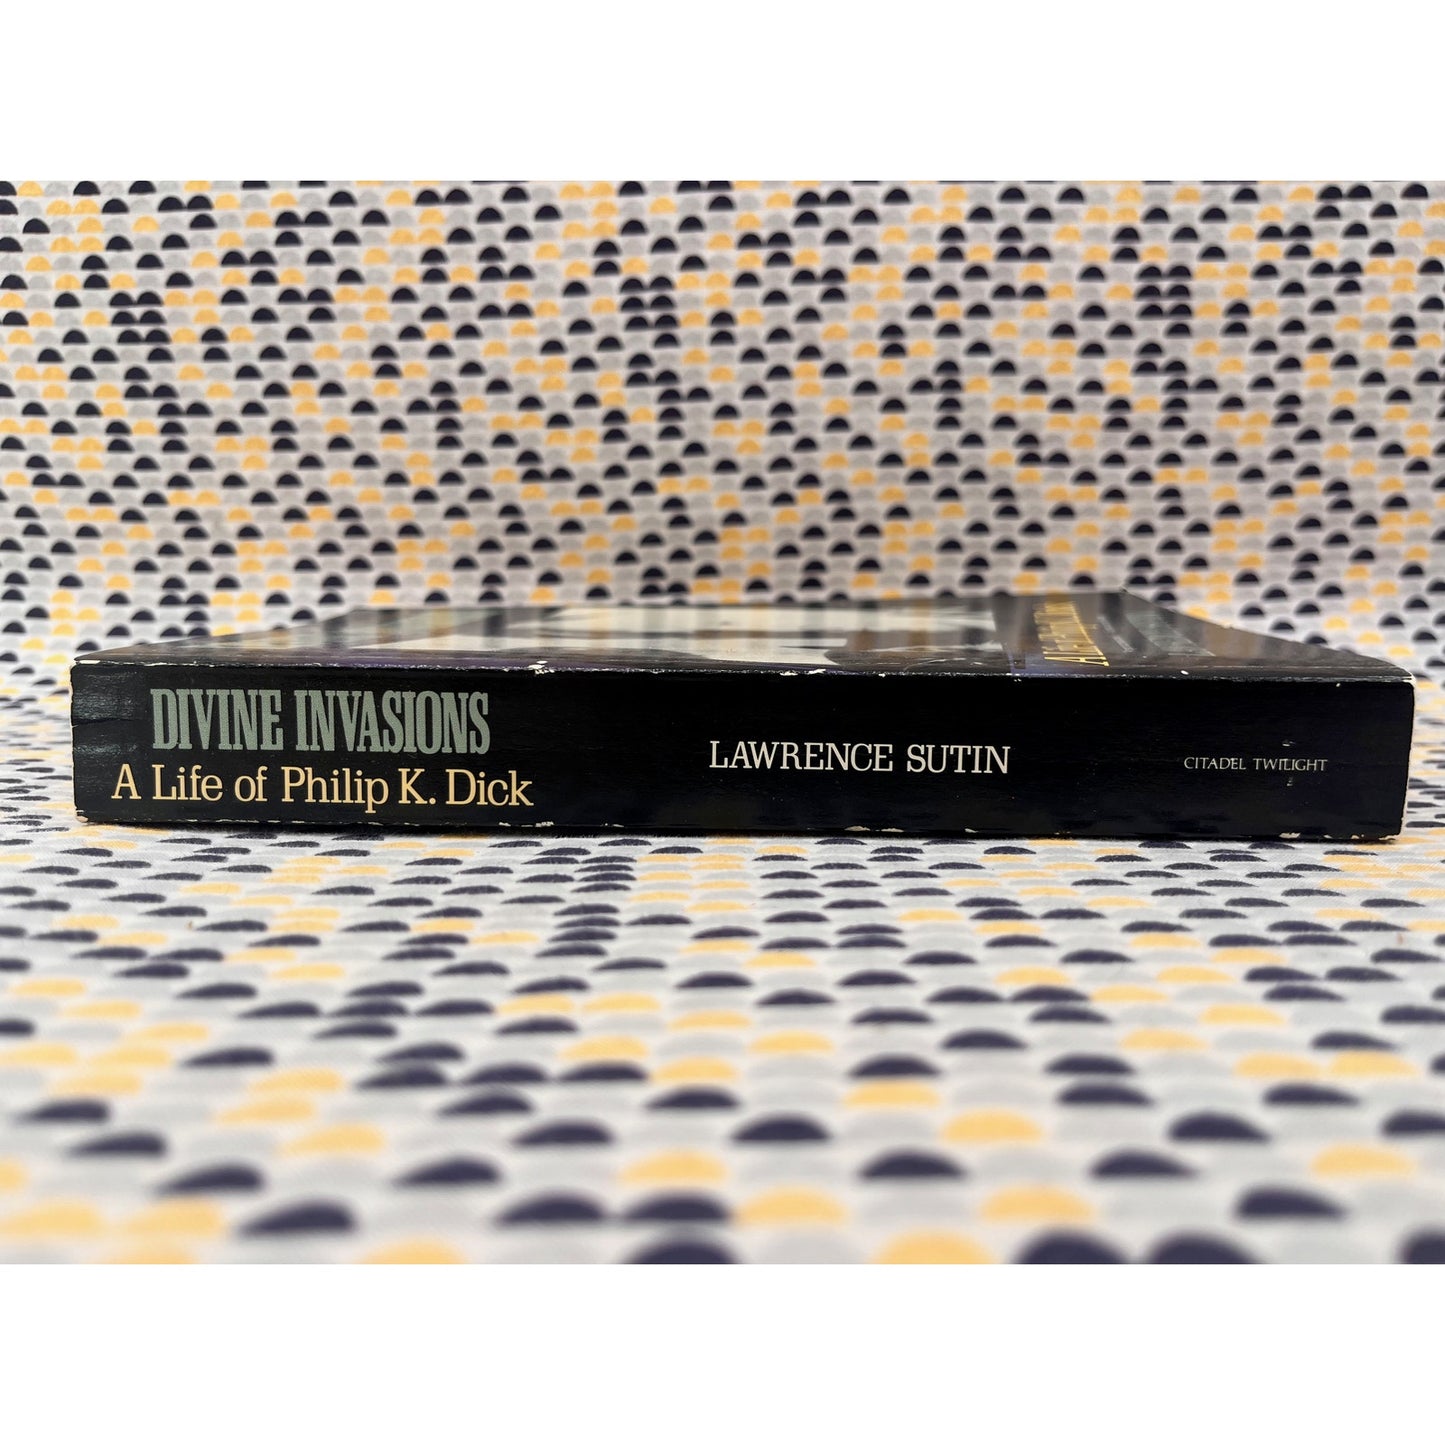 DIVINE INVASIONS
A Life of Philip K. Dick
LAWRENCE SUTIN
CITADEL TWILIGHT